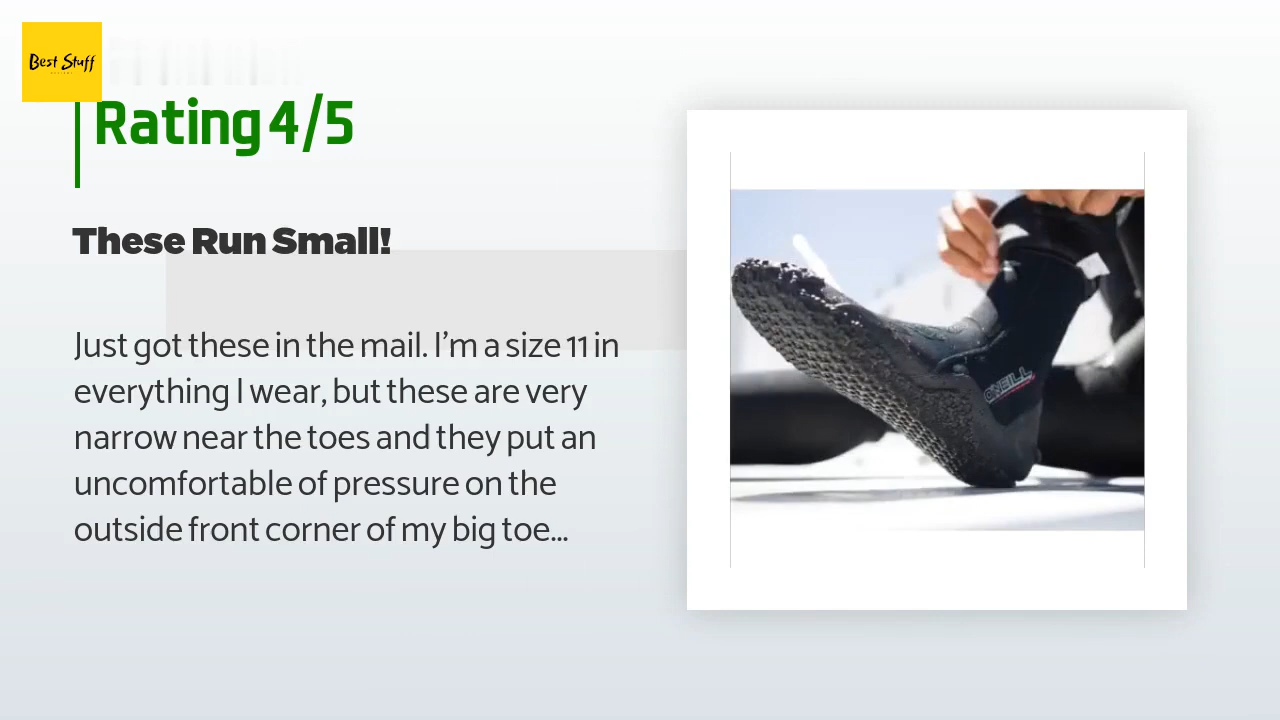 Best Stuff
Rating 4/5
These Run Small!
Just got these in the mail. I'm a size 11 in
everything I wear, but these are very
narrow near the toes and they put an
uncomfortable of pressure on the
outside front corner of my big toe...
O'NEILL